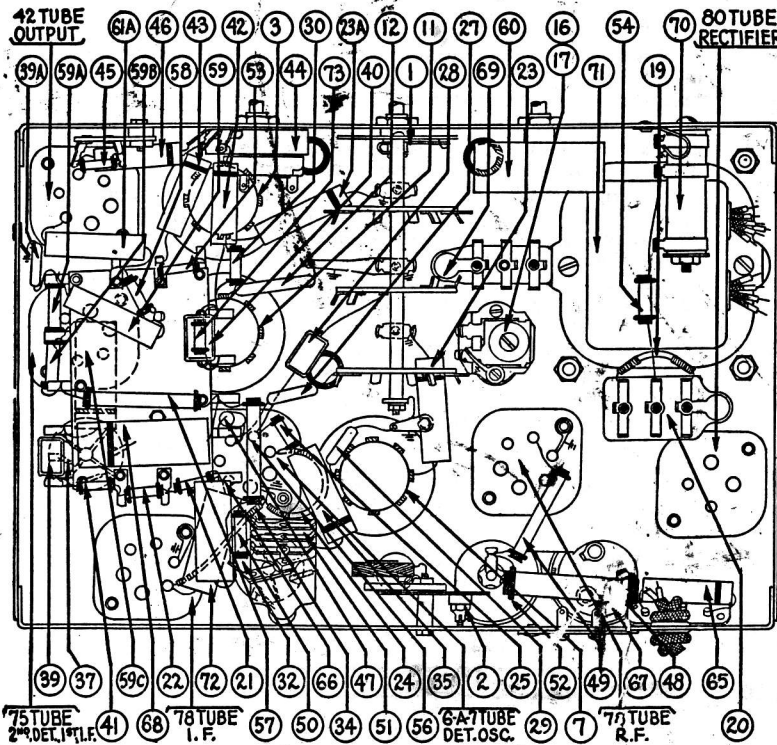 42 TUBE
OUTPUT
61A 46 43 42 3 30 23A 12 11 27 60 16 54 70
80 TUBE
RECTIFIER
39A 59A 45 59B 58 59 53 44 73 40 1 28 69 23 17 71 19
39 37 59C 22 72 21 32 66 47 24 35 2 25 52 49 67 48 65 20
75 TUBE
2ND, DET, 1ST I.F.
41 68
78 TUBE
I.F.
57 50 34 51 56
6-A-7 TUBE
DET. OSC.
29 7
TUBE
R.F.